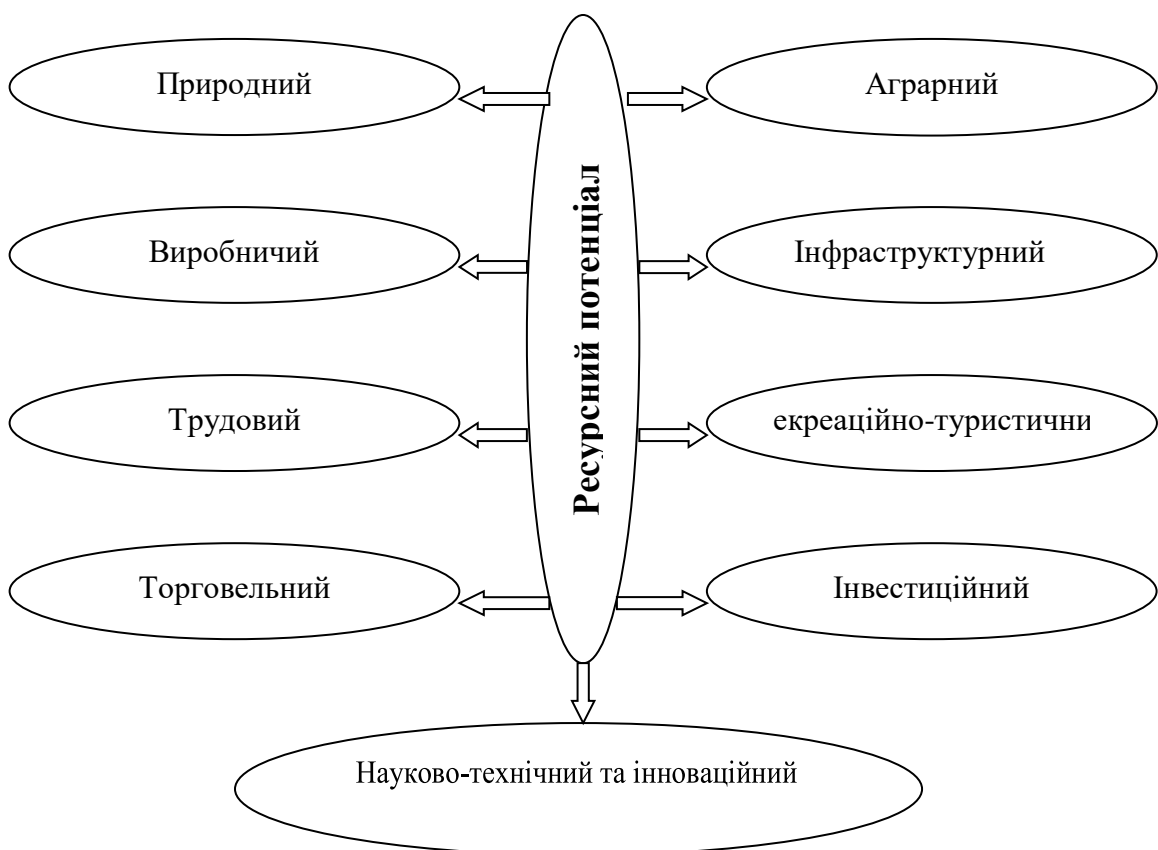 Природний
Аграрний
Виробничий
Інфраструктурний
Ресурсний потенціал
Трудовий
екреаційно-туристични
Торговельний
Інвестиційний
Науково-технічний та інноваційний